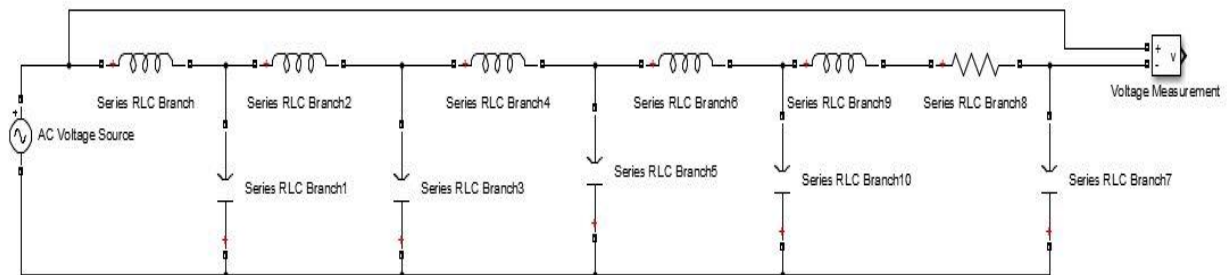 +
v
-
Voltage Measurement
Series RLC Branch
Series RLC Branch2
Series RLC Branch4
Series RLC Branch6
Series RLC Branch9
Series RLC Branch8
+
AC Voltage Source
Series RLC Branch1
Series RLC Branch3
Series RLC Branch5
Series RLC Branch10
Series RLC Branch7